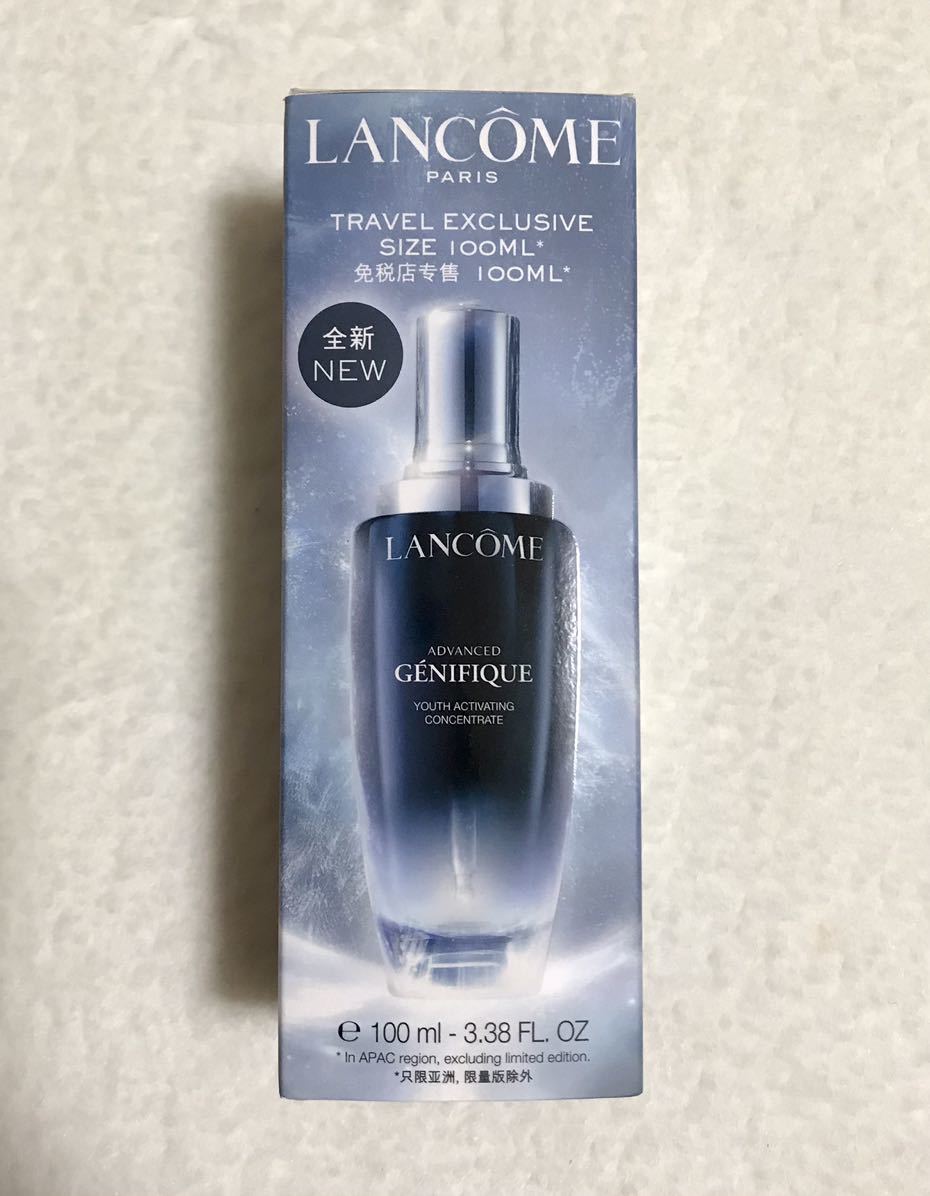 LANCÔME
PARIS
TRAVEL EXCLUSIVE
SIZE 100ML*
免税店专售 100ML*
全新
NEW
LANCÔME
ADVANCED
GÉNIFIQUE
YOUTH ACTIVATING
CONCENTRATE
℮ 100 ml - 3.38 FL. OZ
* In APAC region, excluding limited edition.
*只限亚洲, 限量版除外